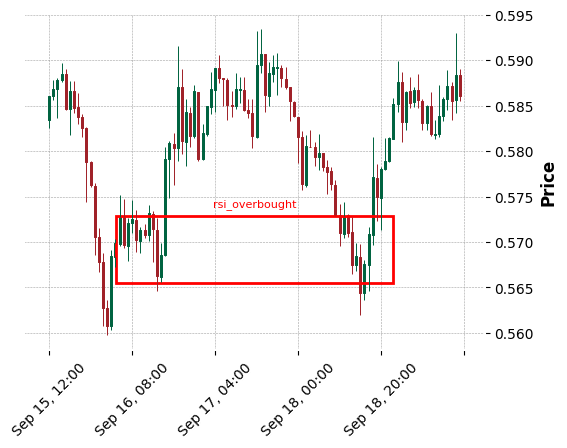 0.595
0.590
0.585
0.580
0.575
0.570
0.565
0.560
Price
rsi_overbought
Sep 15, 12:00
Sep 16, 08:00
Sep 17, 04:00
Sep 18, 00:00
Sep 18, 20:00